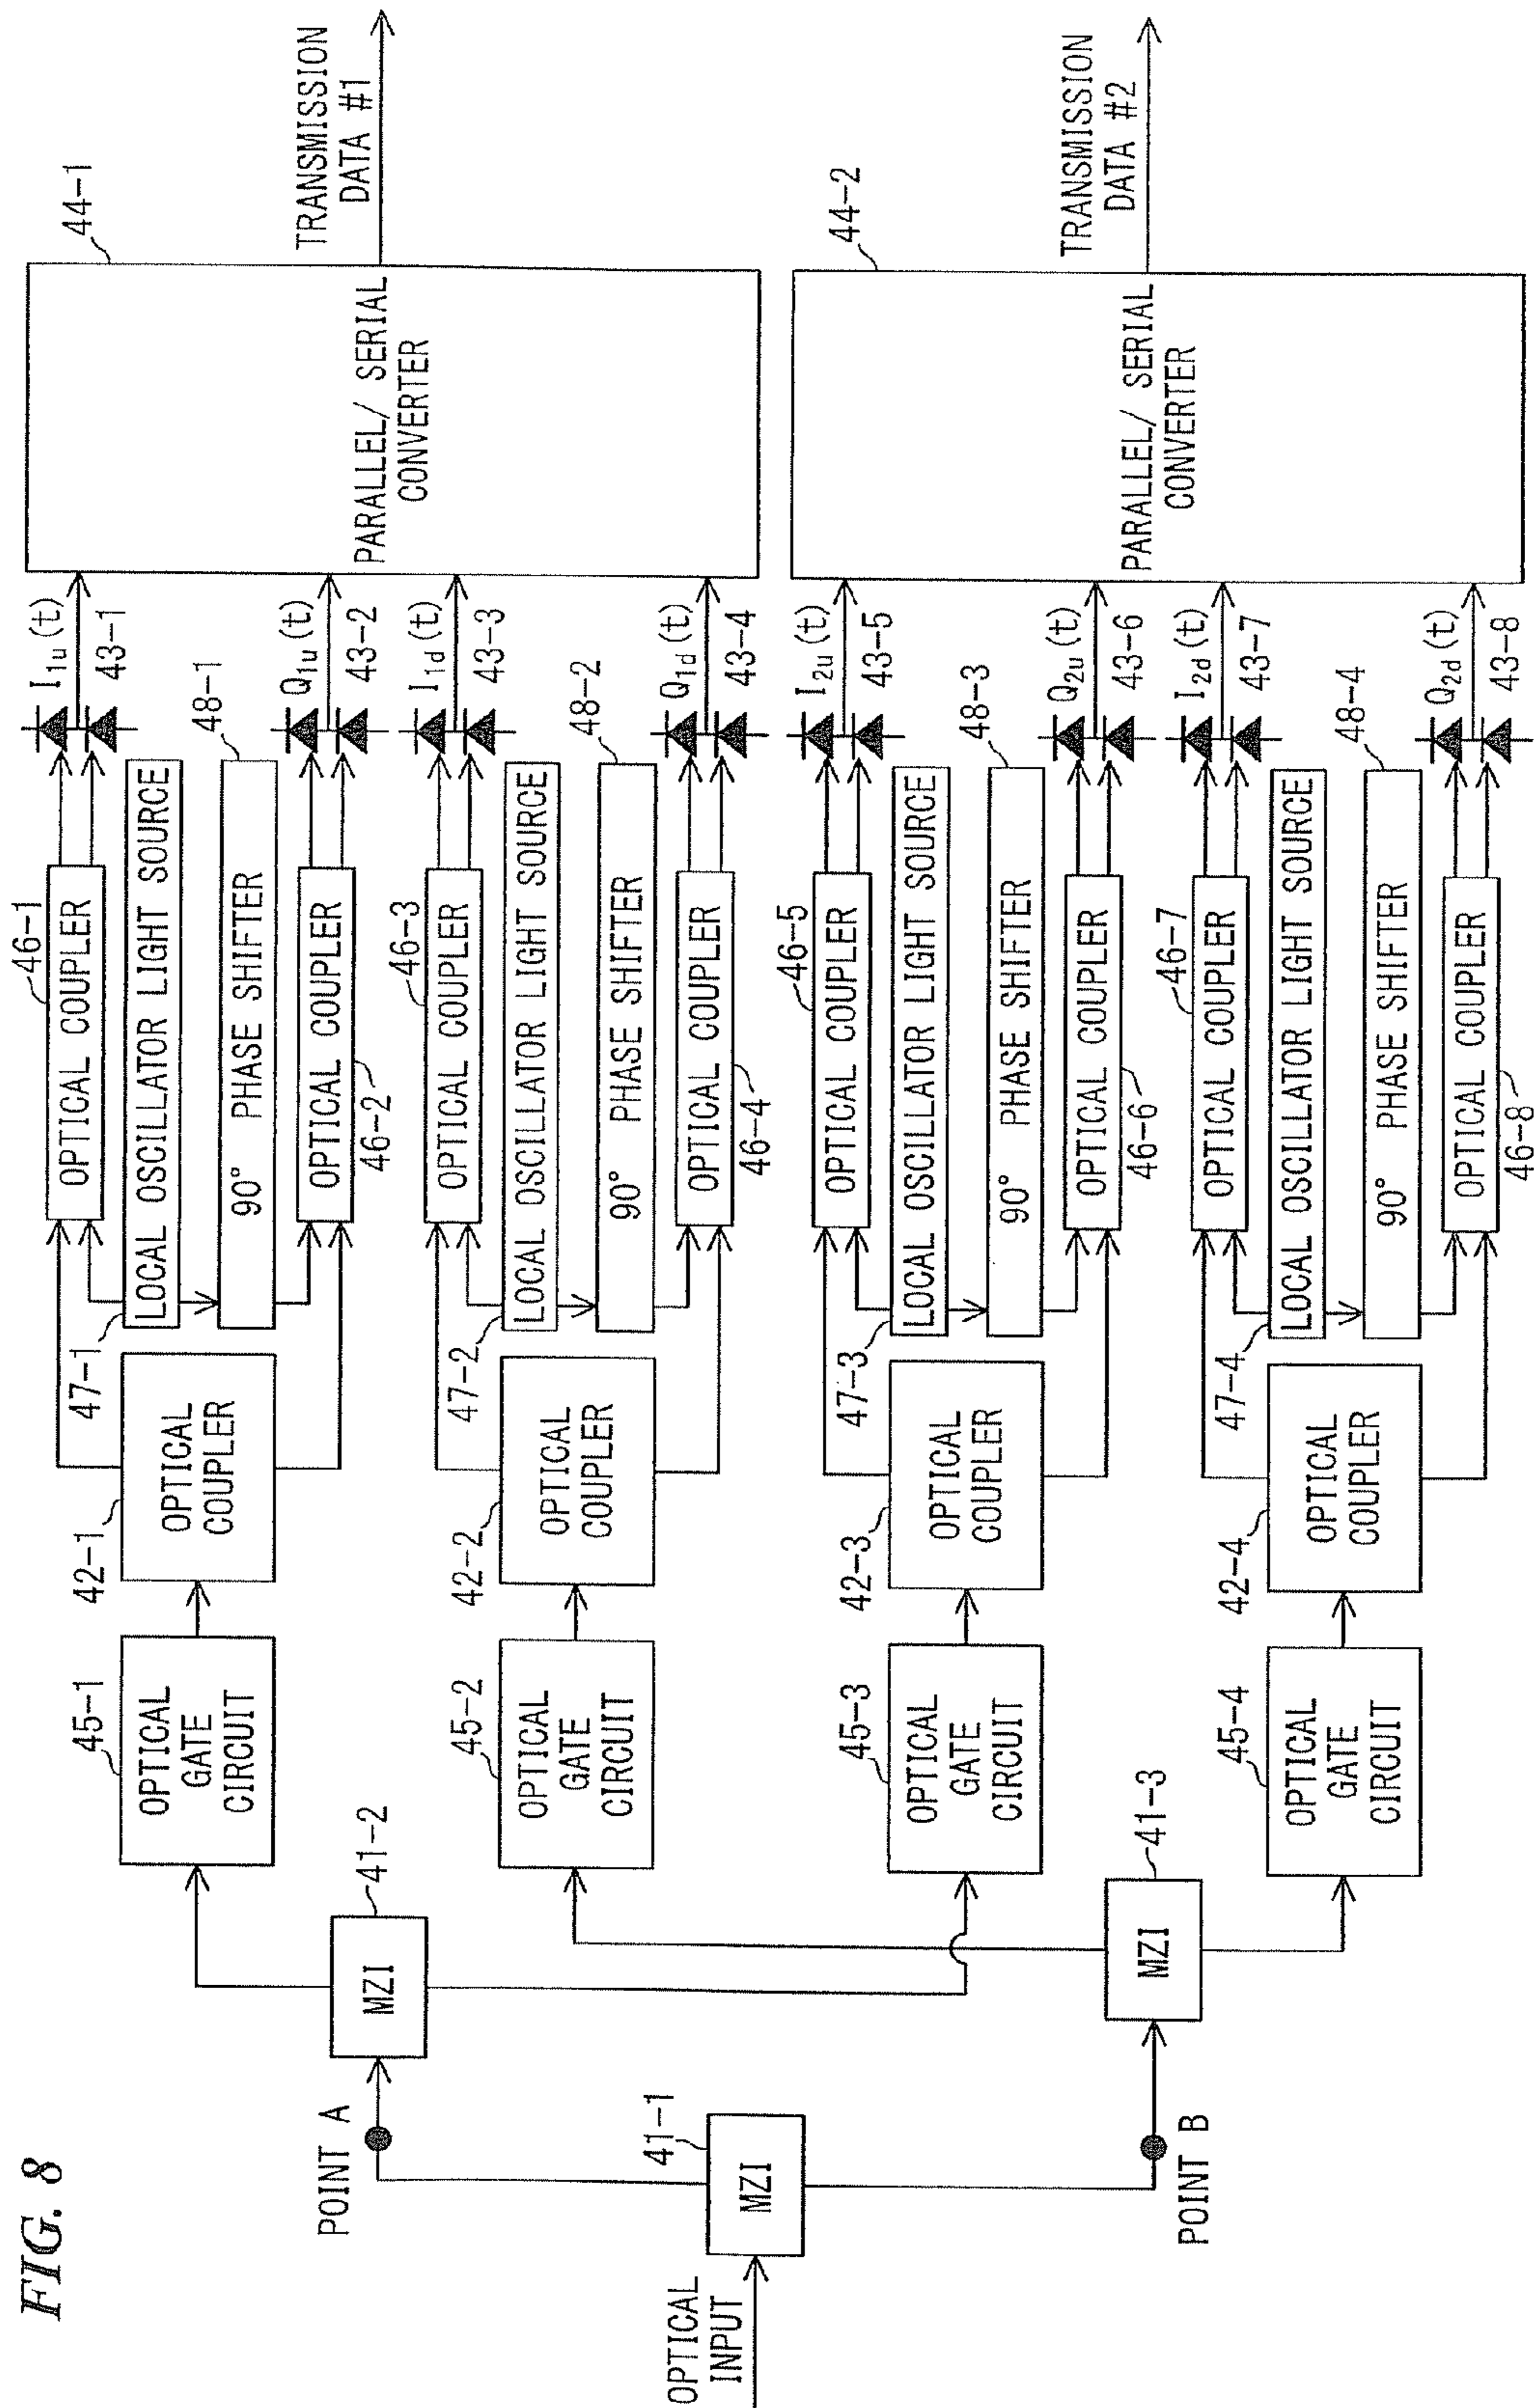 FIG. 8
OPTICAL
INPUT
MZI
41-1
POINT A
POINT B
MZI
41-2
MZI
41-3
45-1
OPTICAL
GATE
CIRCUIT
45-2
OPTICAL
GATE
CIRCUIT
45-3
OPTICAL
GATE
CIRCUIT
45-4
OPTICAL
GATE
CIRCUIT
42-1
OPTICAL
COUPLER
42-2
OPTICAL
COUPLER
42-3
OPTICAL
COUPLER
42-4
OPTICAL
COUPLER
46-1
OPTICAL COUPLER
47-1
LOCAL OSCILLATOR LIGHT SOURCE
48-1
90° PHASE SHIFTER
OPTICAL COUPLER
46-2
46-3
OPTICAL COUPLER
47-2
LOCAL OSCILLATOR LIGHT SOURCE
48-2
90° PHASE SHIFTER
OPTICAL COUPLER
46-4
46-5
OPTICAL COUPLER
47-3
LOCAL OSCILLATOR LIGHT SOURCE
48-3
90° PHASE SHIFTER
OPTICAL COUPLER
46-6
46-7
OPTICAL COUPLER
47-4
LOCAL OSCILLATOR LIGHT SOURCE
48-4
90° PHASE SHIFTER
OPTICAL COUPLER
46-8
I1u(t)
43-1
Q1u(t)
43-2
I1d(t)
43-3
Q1d(t)
43-4
I2u(t)
43-5
Q2u(t)
43-6
I2d(t)
43-7
Q2d(t)
43-8
44-1
PARALLEL/ SERIAL
CONVERTER
44-2
PARALLEL/ SERIAL
CONVERTER
TRANSMISSION
DATA #1
TRANSMISSION
DATA #2